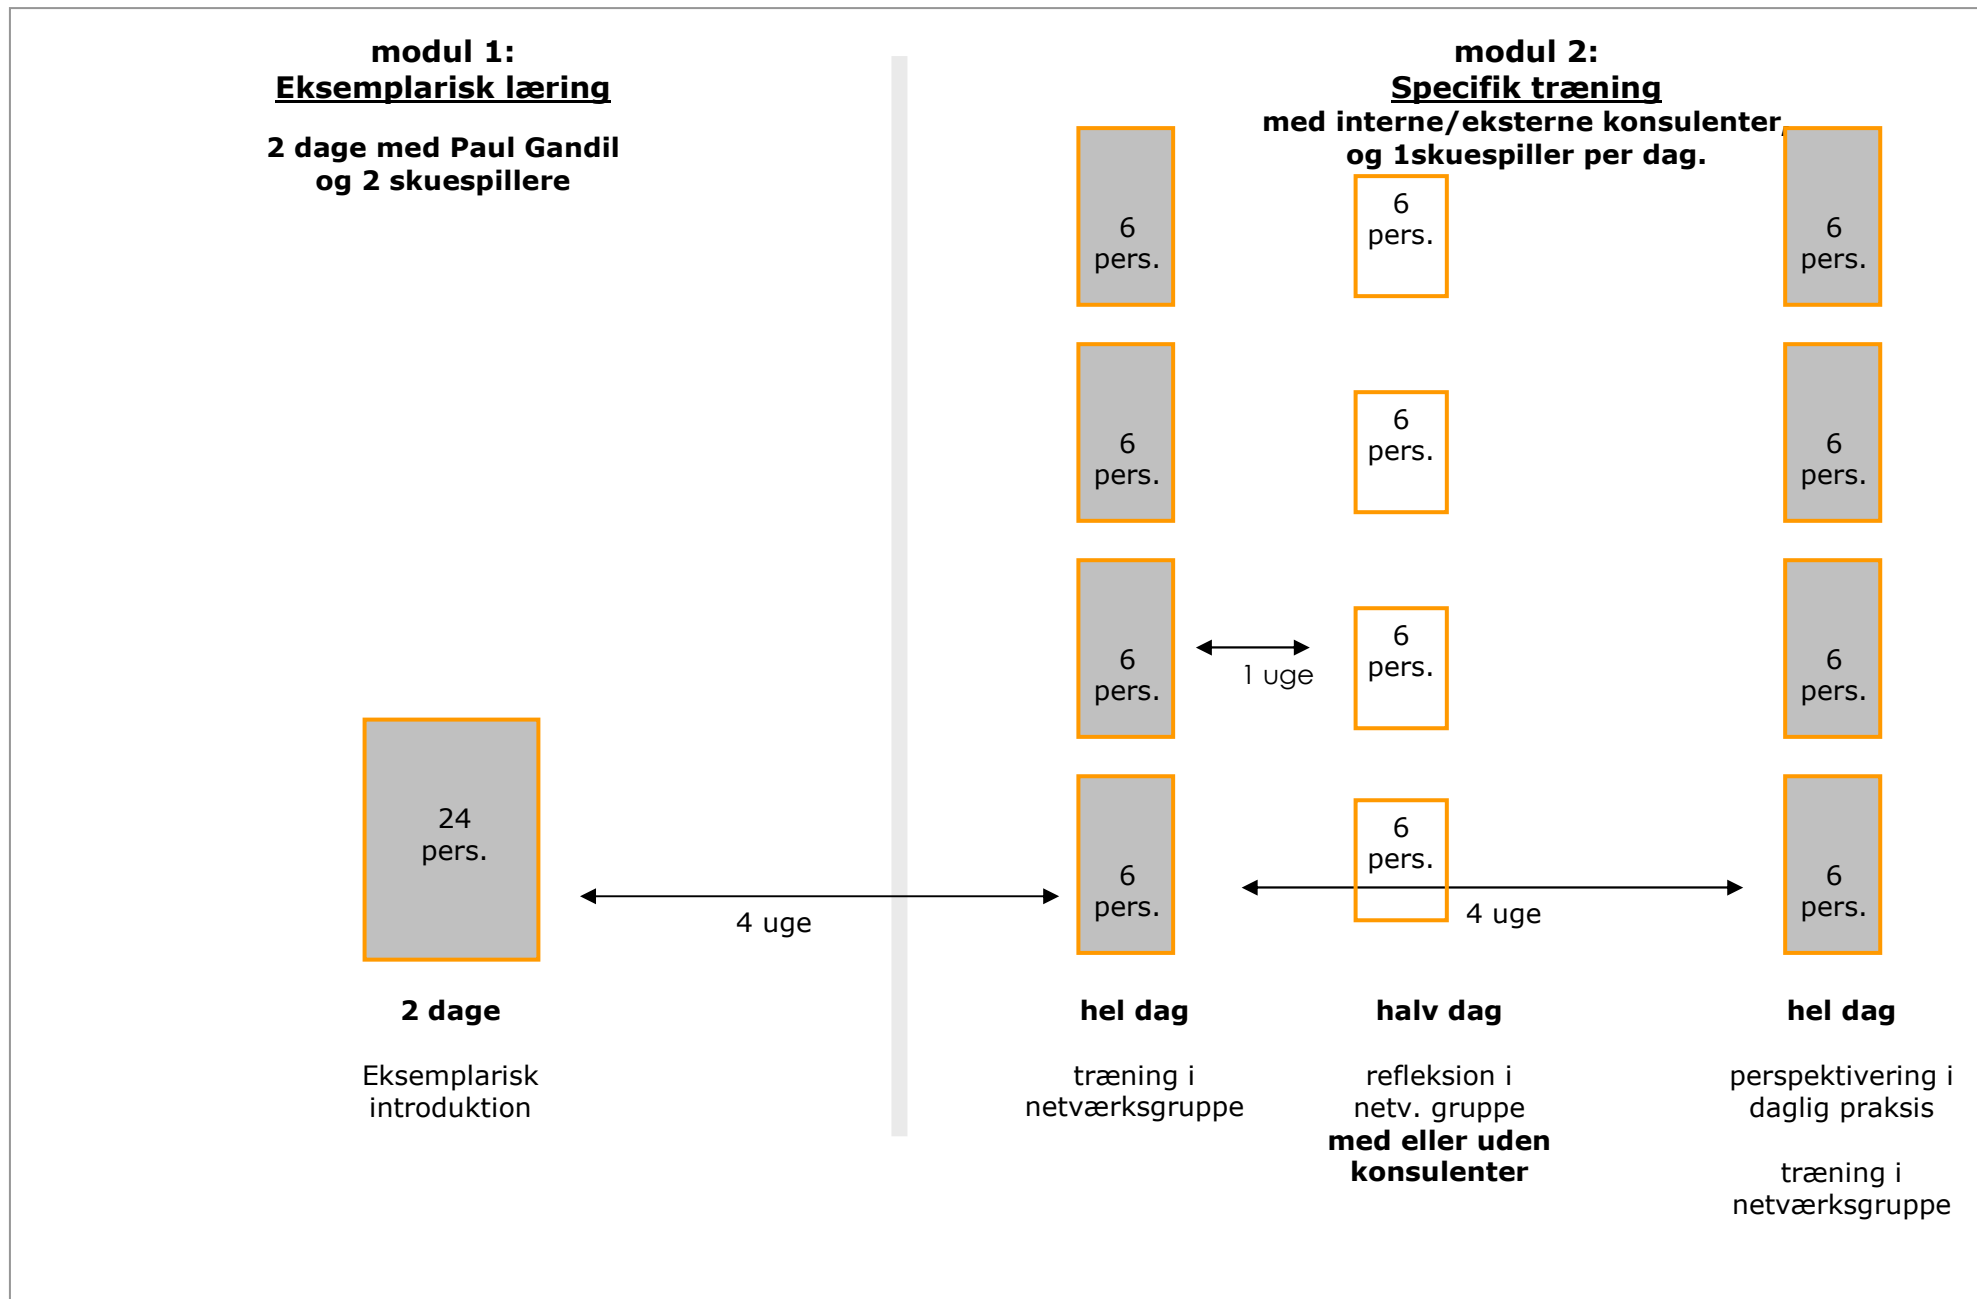 modul 1:
Eksemplarisk læring
2 dage med Paul Gandil
og 2 skuespillere
modul 2:
Specifik træning
med interne/eksterne konsulenter,
og 1skuespiller per dag.
6
pers.
6
pers.
6
pers.
6
pers.
6
pers.
6
pers.
6
pers.
6
pers.
6
pers.
1 uge
24
pers.
4 uge
6
pers.
6
pers.
4 uge
6
pers.
2 dage
Eksemplarisk
introduktion
hel dag
træning i
netværksgruppe
halv dag
refleksion i
netv. gruppe
med eller uden
konsulenter
hel dag
perspektivering i
daglig praksis
træning i
netværksgruppe